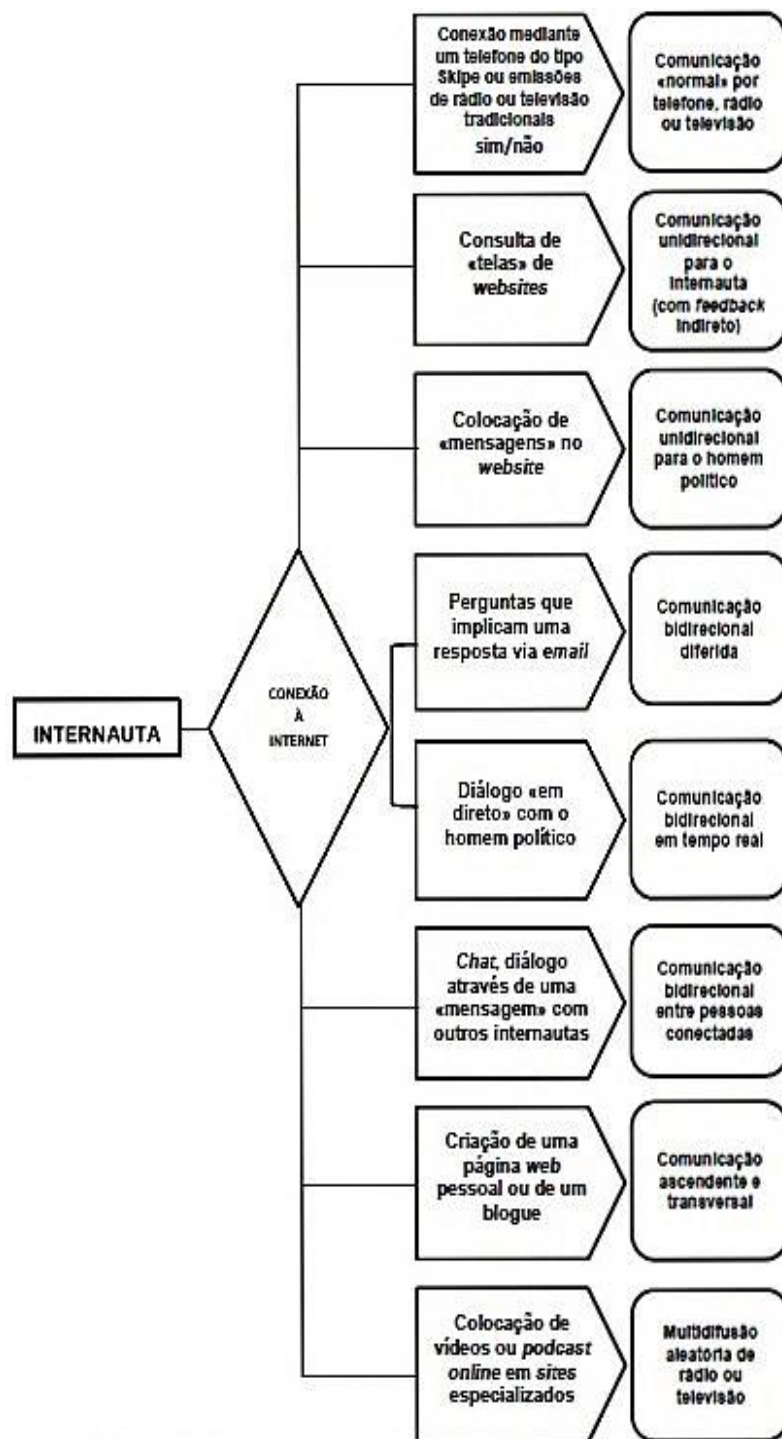 Conexão mediante
um telefone do tipo
Skipe ou emissões
de rádio ou televisão
tradicionais
sim/não
Comunicação
«normal» por
telefone, rádio
ou televisão
Consulta de
«telas» de
websites
Comunicação
unidirecional
para o
internauta
(com feedback
indireto)
Colocação de
«mensagens» no
website
Comunicação
unidirecional
para o homem
político
Perguntas que
implicam uma
resposta via email
Comunicação
bidirecional
diferida
INTERNAUTA
CONEXÃO
À
INTERNET
Diálogo «em
direto» com o
homem político
Comunicação
bidirecional
em tempo real
Chat, diálogo
através de uma
«mensagem» com
outros internautas
Comunicação
bidirecional
entre pessoas
conectadas
Criação de uma
página web
pessoal ou de um
blogue
Comunicação
ascendente e
transversal
Colocação de
vídeos ou podcast
online em sites
especializados
Multidifusão
aleatória de
rádio ou
televisão